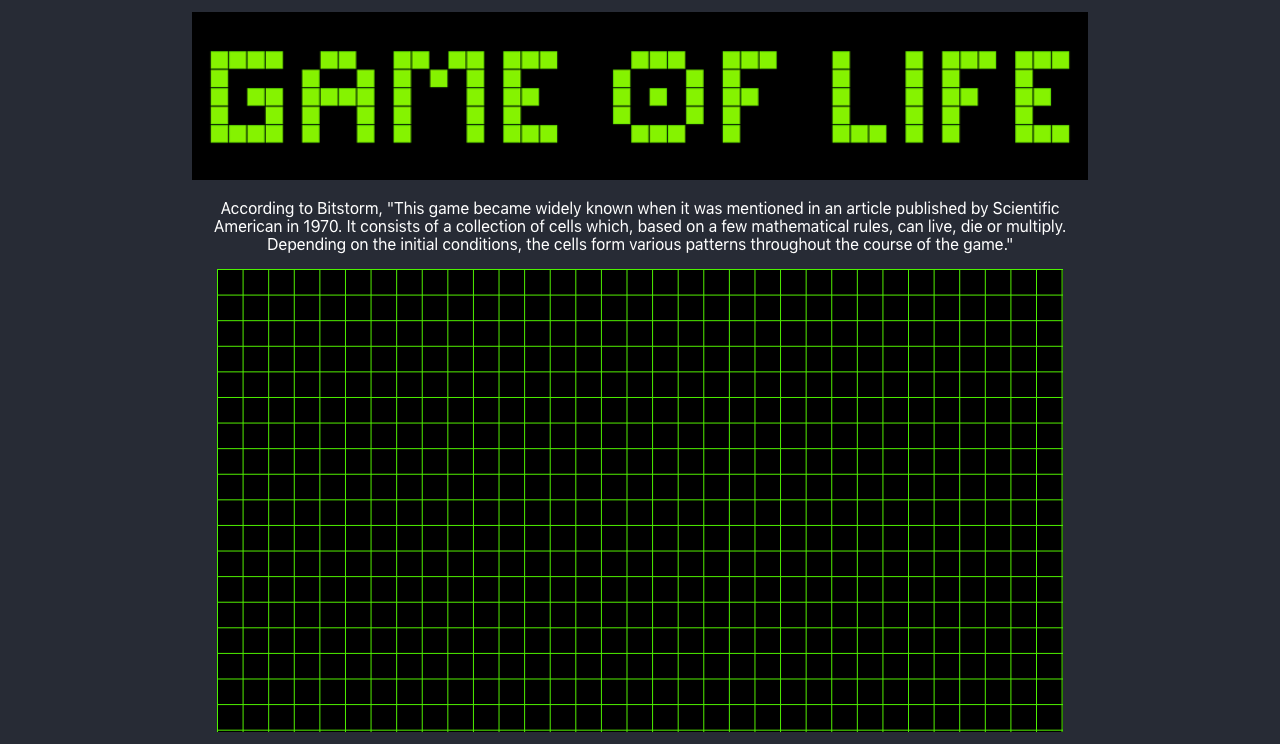 GAME OF LIFE
According to Bitstorm, "This game became widely known when it was mentioned in an article published by Scientific
American in 1970. It consists of a collection of cells which, based on a few mathematical rules, can live, die or multiply.
Depending on the initial conditions, the cells form various patterns throughout the course of the game."